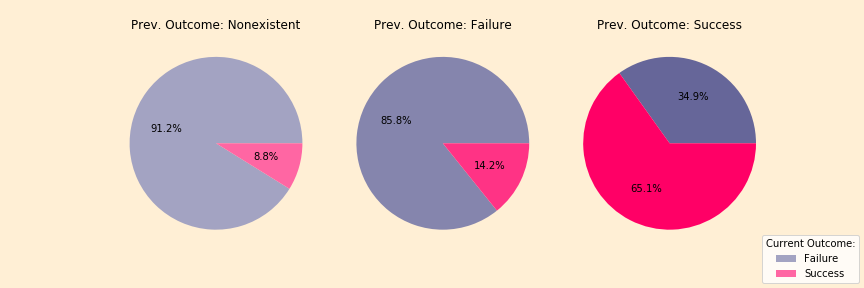 Prev. Outcome: Nonexistent
Prev. Outcome: Failure
Prev. Outcome: Success
91.2%
8.8%
85.8%
14.2%
34.9%
65.1%
Current Outcome:
Failure
Success